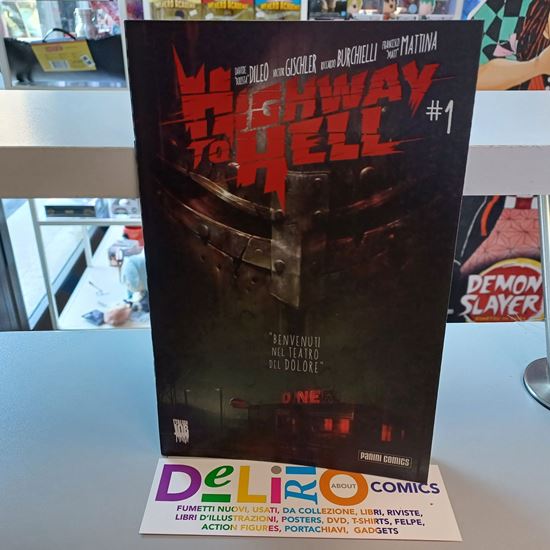 DAVIDE "BOOSTA" DILEO VICTOR GISCHLER RICCARDO BURCHIELLI FRANCESCO "MATT" MATTINA
HIGHWAY
TO HELL
#1
DEMON
SLAYER
"BENVENUTI
NEL TEATRO
DEL DOLORE"
D NE
PANINI COMICS
DeLiRiO
ABOUT
COMICS
FUMETTI NUOVI, USATI, DA COLLEZIONE, LIBRI, RIVISTE,
LIBRI D'ILLUSTRAZIONI, POSTERS, DVD, T-SHIRTS, FELPE,
ACTION FIGURES, PORTACHIAVI, GADGETS